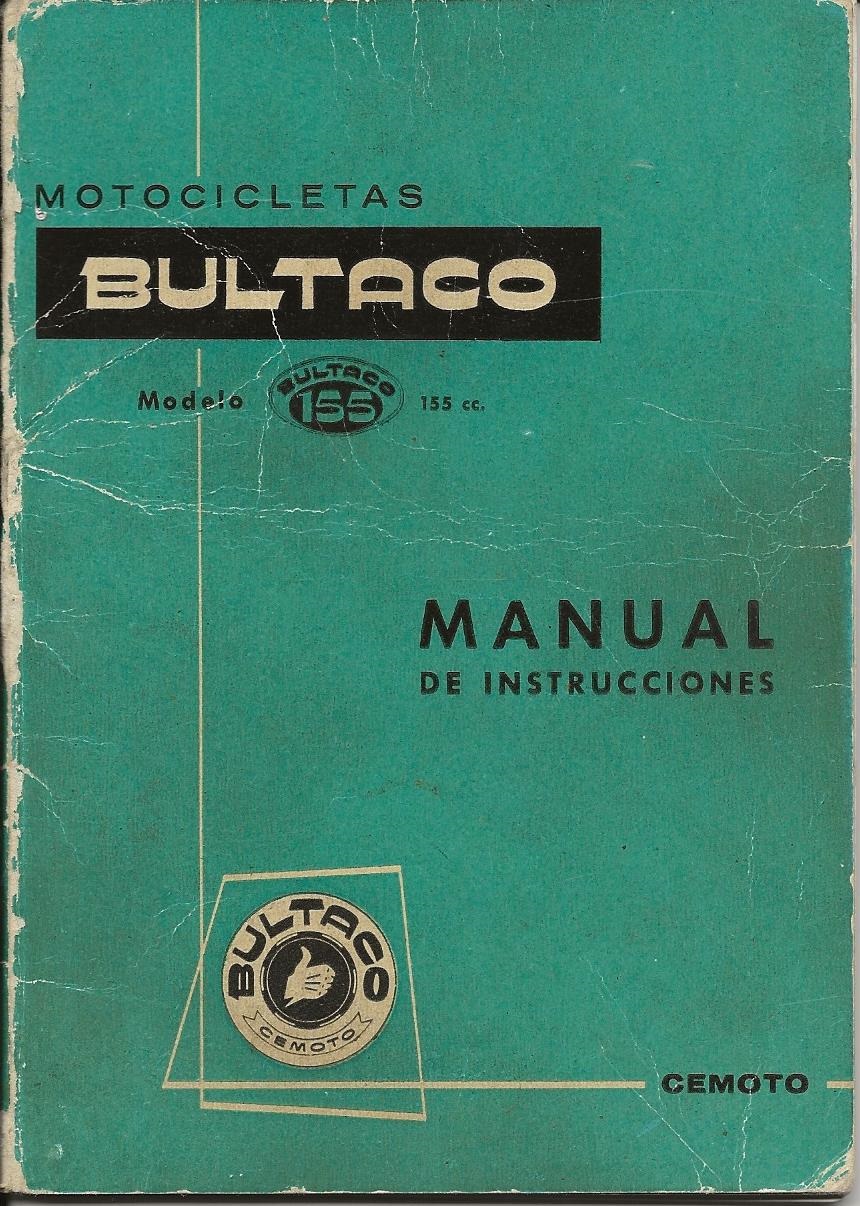 MOTOCICLETAS
BULTACO
Modelo BULTACO 155 155 cc.
MANUAL
DE INSTRUCCIONES
BULTACO
CEMOTO
CEMOTO